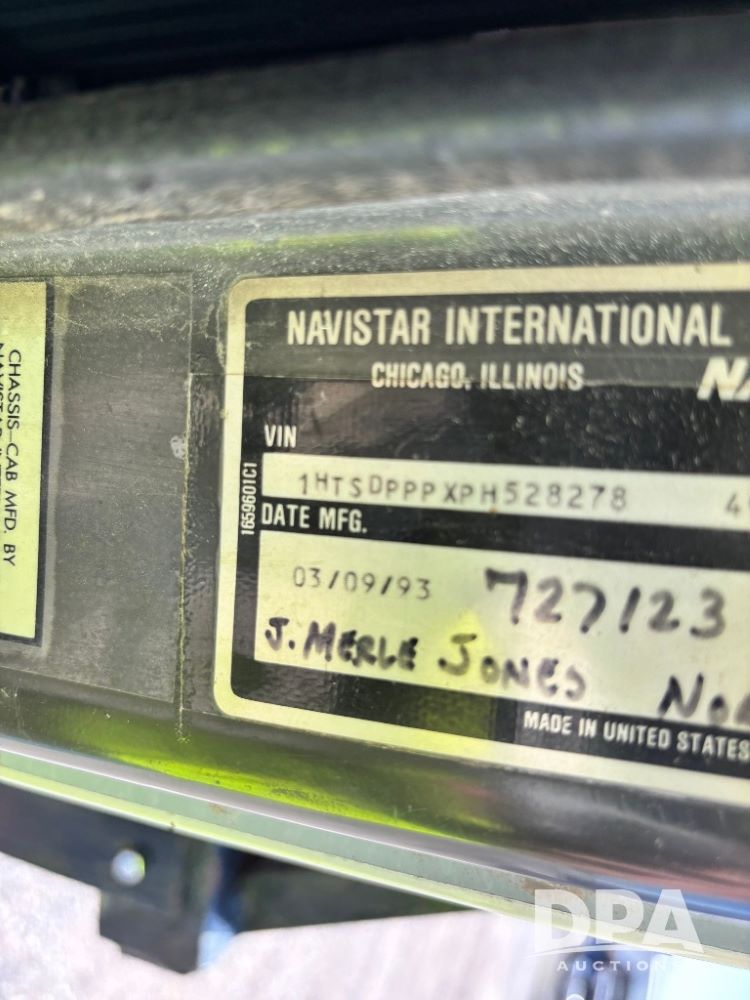 CHASSIS-CAB MFD. BY
NAVISTAR INTERNATIONAL
CHICAGO, ILLINOIS
VIN
1HTSDPPPXPH528278 4
1659601C1
DATE MFG.
03/09/93 727123
J. MERLE JONES
MADE IN UNITED STATES
DPA
AUCTIONS